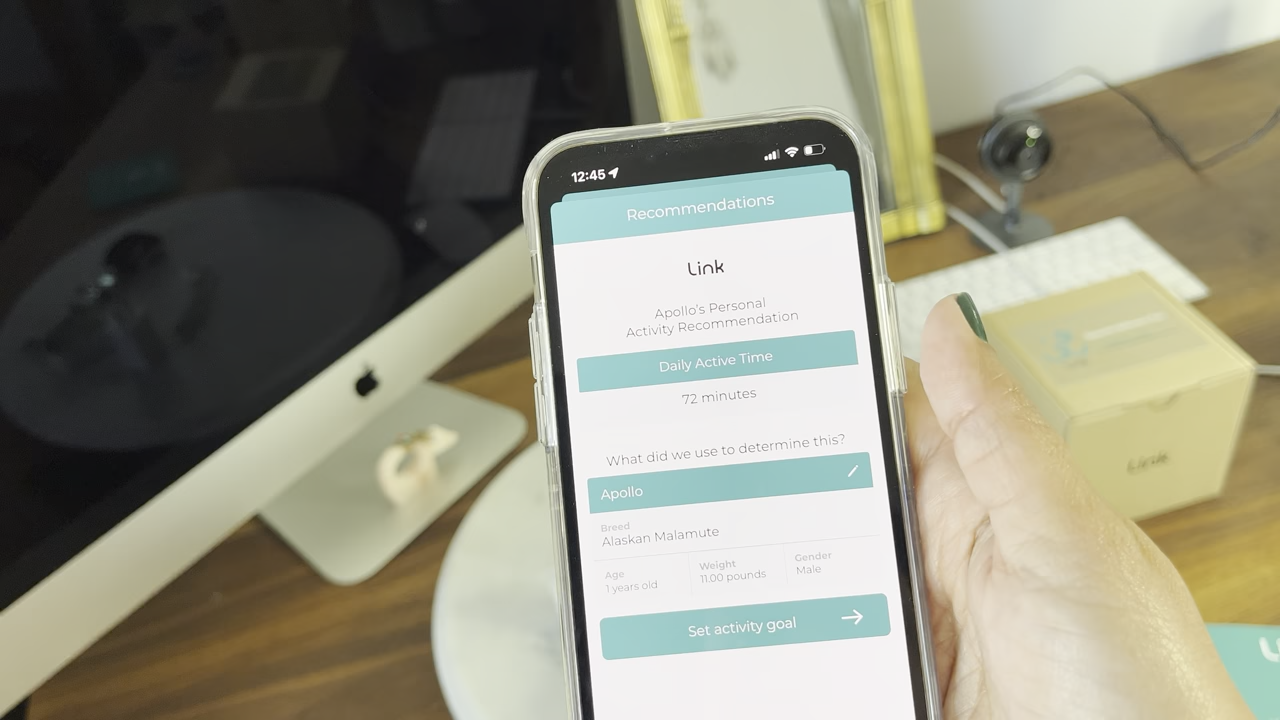 12:45
Recommendations
Link
Apollo's Personal
Activity Recommendation
Daily Active Time
72 minutes
What did we use to determine this?
Apollo
Breed
Alaskan Malamute
Age
1 years old
Weight
11.00 pounds
Gender
Male
Set activity goal
Link